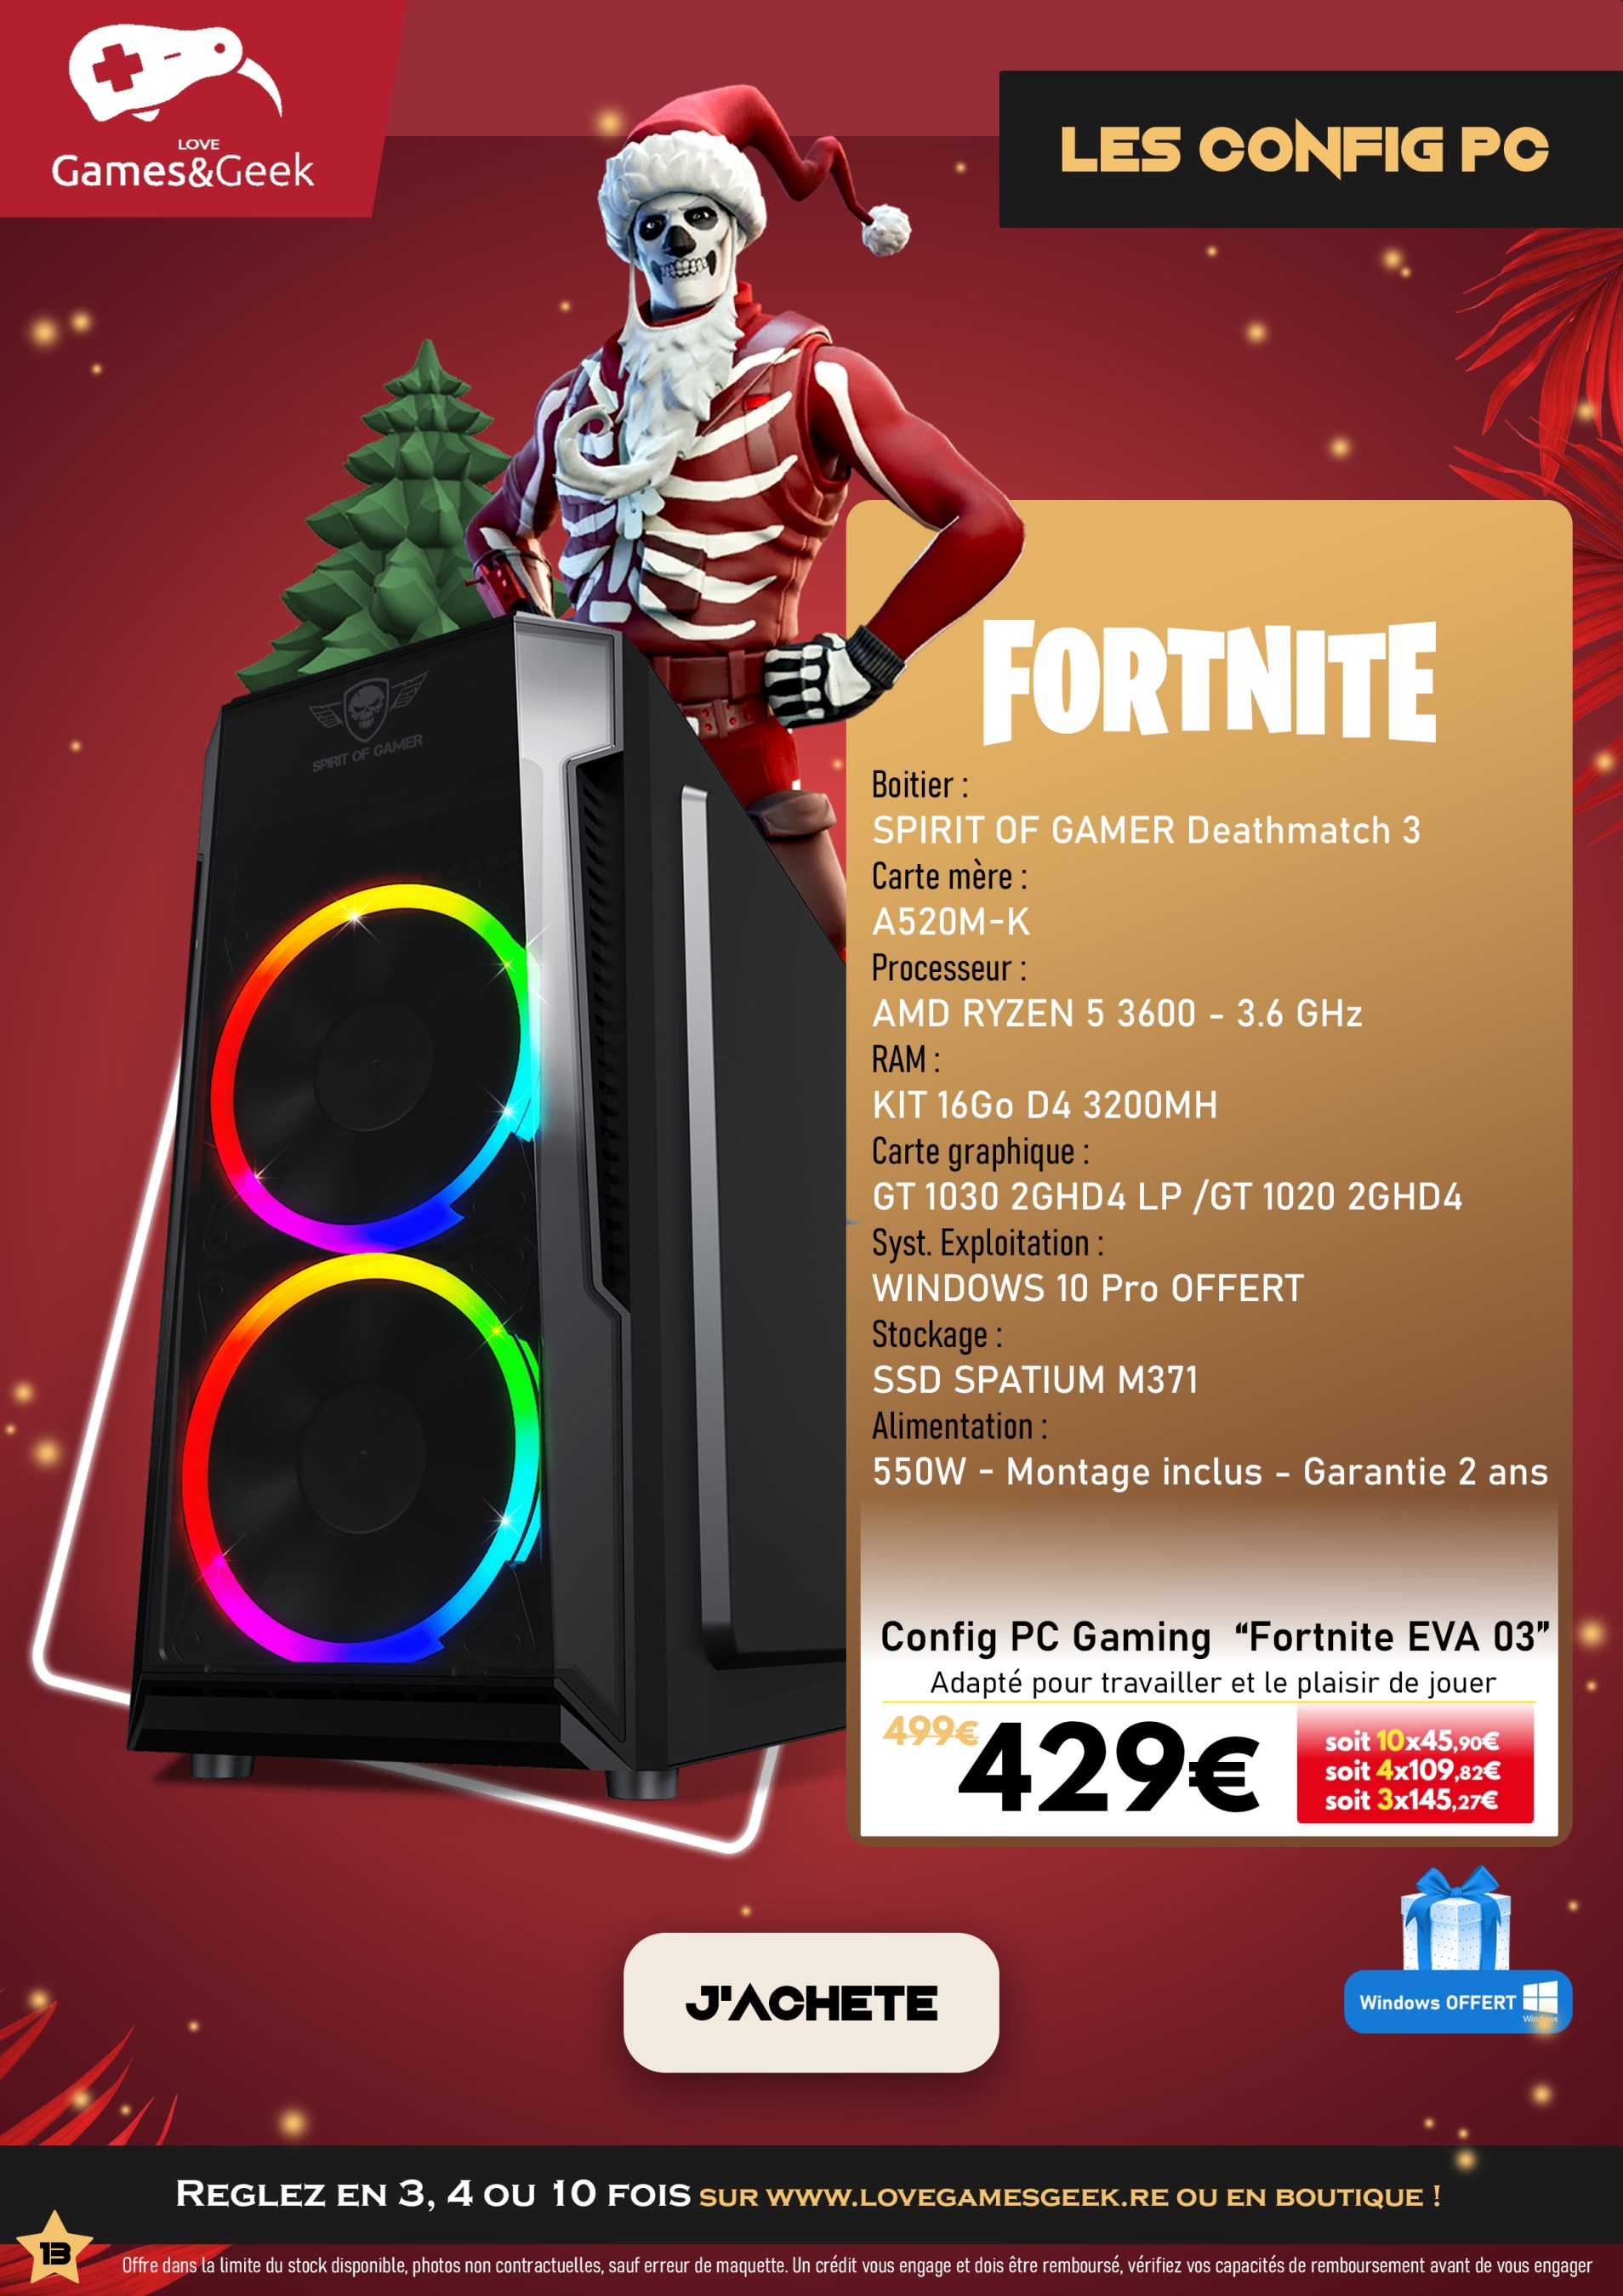 LOVE
Games&Geek
LES CONFIG PC
SPIRIT OF GAMER
FORTNITE
Boitier :
SPIRIT OF GAMER Deathmatch 3
Carte mère :
A520M-K
Processeur :
AMD RYZEN 5 3600 - 3.6 GHz
RAM :
KIT 16Go D4 3200MH
Carte graphique :
GT 1030 2GHD4 LP /GT 1020 2GHD4
Syst. Exploitation :
WINDOWS 10 Pro OFFERT
Stockage :
SSD SPATIUM M371
Alimentation :
550W - Montage inclus - Garantie 2 ans
Config PC Gaming “Fortnite EVA 03”
Adapté pour travailler et le plaisir de jouer
499€
429€
soit 10x45,90€
soit 4x109,82€
soit 3x145,27€
J'ACHETE
Windows OFFERT
Windows
REGLEZ EN 3, 4 OU 10 FOIS SUR WWW.LOVEGAMESGEEK.RE OU EN BOUTIQUE !
13
Offre dans la limite du stock disponible, photos non contractuelles, sauf erreur de maquette. Un crédit vous engage et dois être remboursé, vérifiez vos capacités de remboursement avant de vous engager